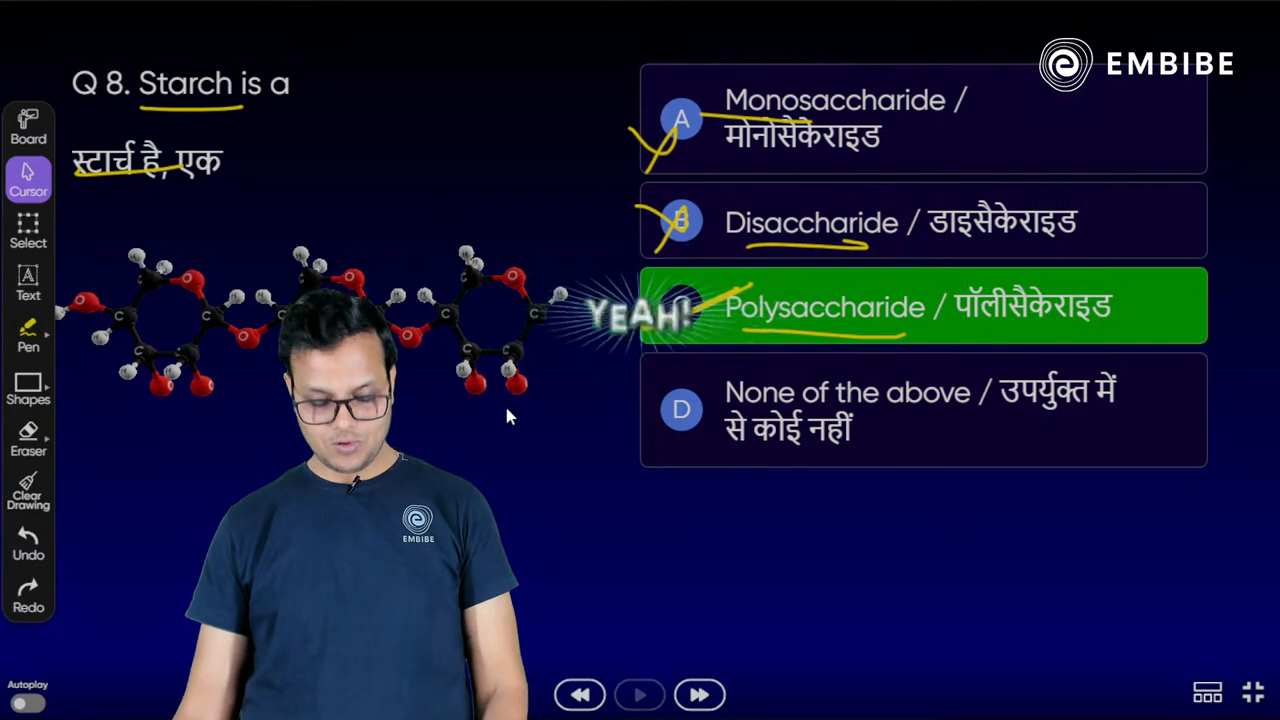 EMBIBE
Q 8. Starch is a
स्टार्च है, एक
A
Monosaccharide /
मोनोसैकेराइड
B
Disaccharide / डाइसैकेराइड
YEAH!
Polysaccharide / पॉलीसैकेराइड
D
None of the above / उपर्युक्त में
से कोई नहीं
Board
Cursor
Select
Text
Pen
Shapes
Eraser
Clear
Drawing
Undo
Redo
Autoplay
EMBIBE